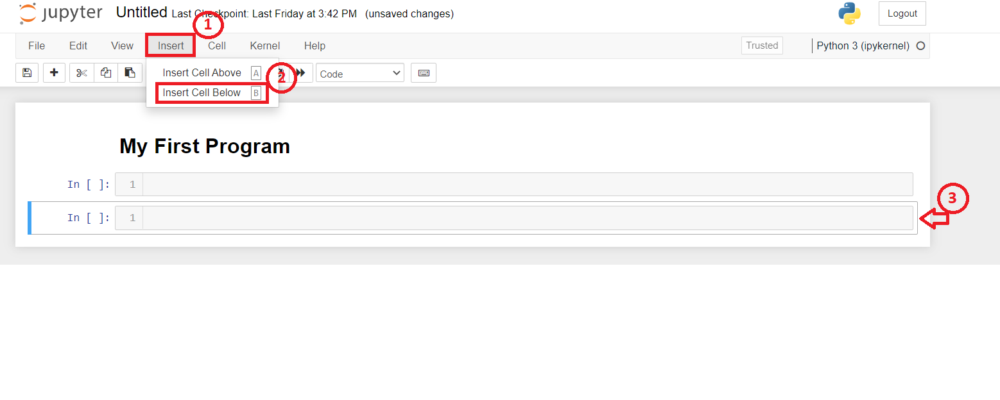 jupyter Untitled Last Checkpoint: Last Friday at 3:42 PM (unsaved changes)
Logout
1
File Edit View Insert Cell Kernel Help
Trusted Python 3 (ipykernel)
Insert Cell Above A
2
Code
Insert Cell Below B
My First Program
In [ ]: 1
3
In [ ]: 1